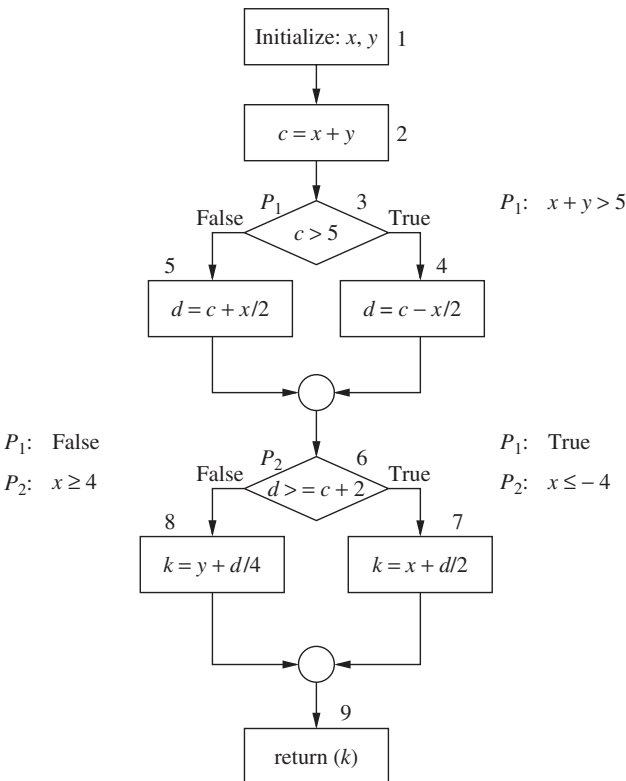 Initialize: x, y 1
c = x + y 2
P1 3
False True
c > 5
P1: x + y > 5
5 4
d = c + x/2 d = c − x/2
P1: False
P2: x ≥ 4
P1: True
P2: x ≤ − 4
P2 6
False True
d > = c + 2
8 7
k = y + d/4 k = x + d/2
9
return (k)